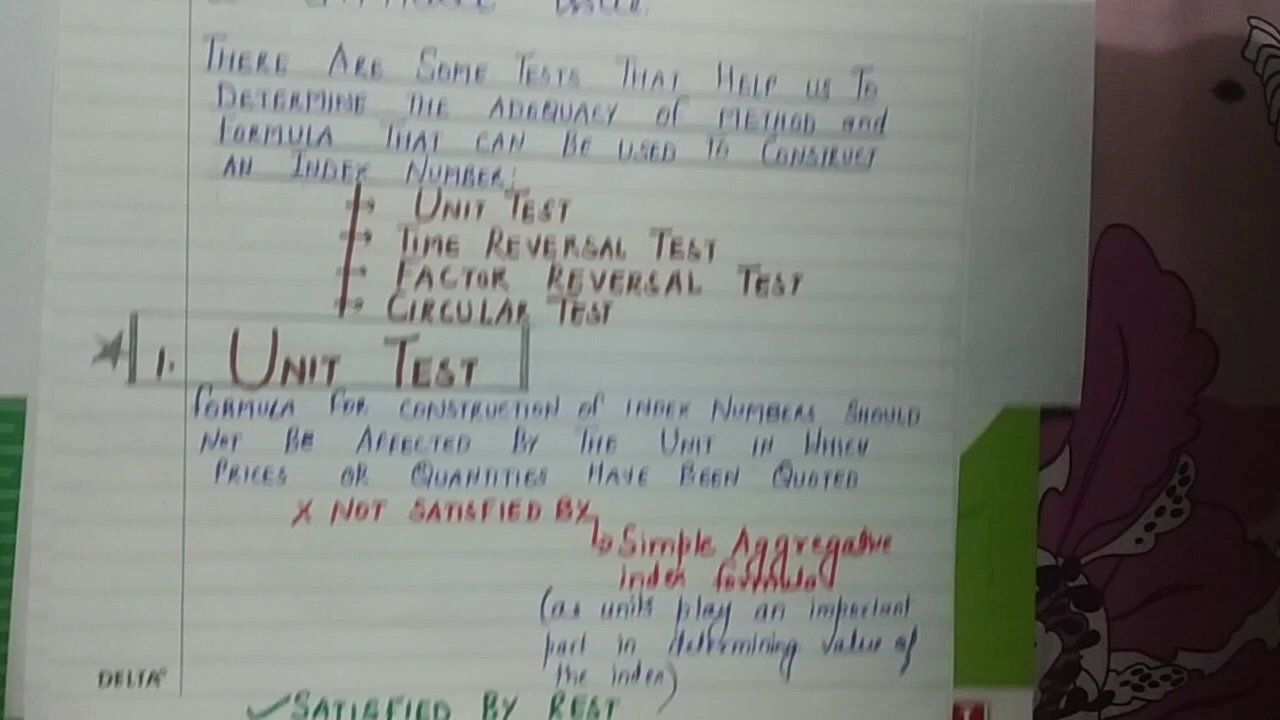 THERE ARE SOME TESTS THAT HELP US TO
DETERMINE THE ADEQUACY of METHOD and
FORMULA THAT CAN BE USED TO CONSTRUCT
AN INDEX NUMBER:
→ UNIT TEST
→ TIME REVERSAL TEST
→ FACTOR REVERSAL TEST
→ CIRCULAR TEST
1. UNIT TEST
FORMULA FOR CONSTRUCTION of INDEX NUMBERS SHOULD
NOT BE AFFECTED BY THE UNIT IN WHICH
PRICES OR QUANTITIES HAVE BEEN QUOTED
X NOT SATISFIED BY
↳ Simple Aggregative
index formula
(as units play an important
part in determining value of
the index)
DELTA
✓ SATISFIED BY REST